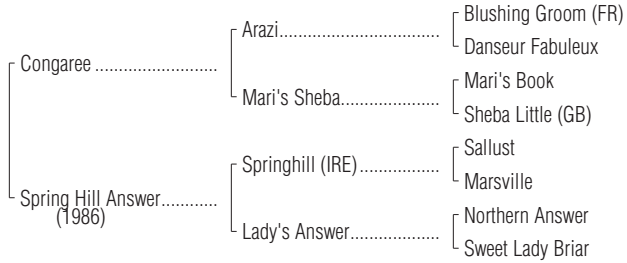 Blushing Groom (FR)
Arazi
Danseur Fabuleux
Congaree
Mari's Book
Mari's Sheba
Sheba Little (GB)
Sallust
Springhill (IRE)
Marsville
Spring Hill Answer
(1986)
Northern Answer
Lady's Answer
Sweet Lady Briar